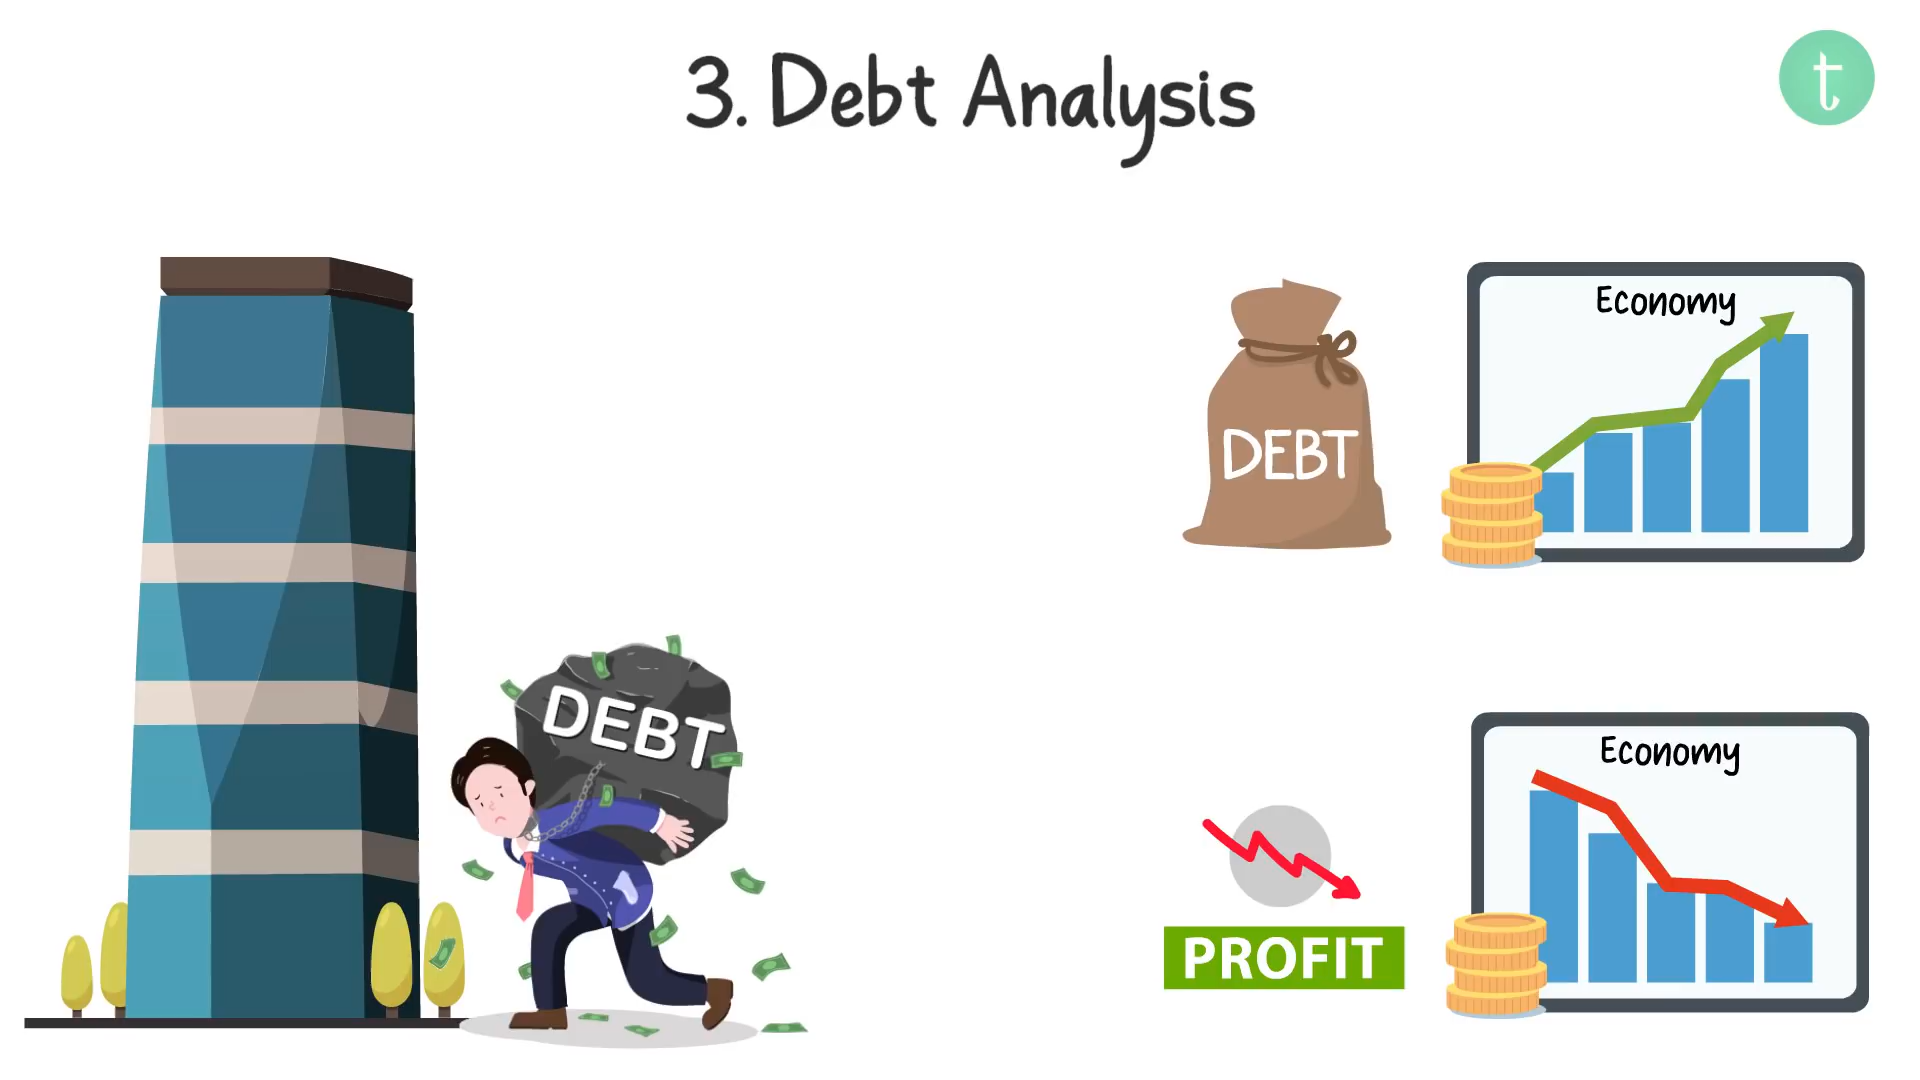 3. Debt Analysis
t
DEBT
Economy
DEBT
Economy
PROFIT